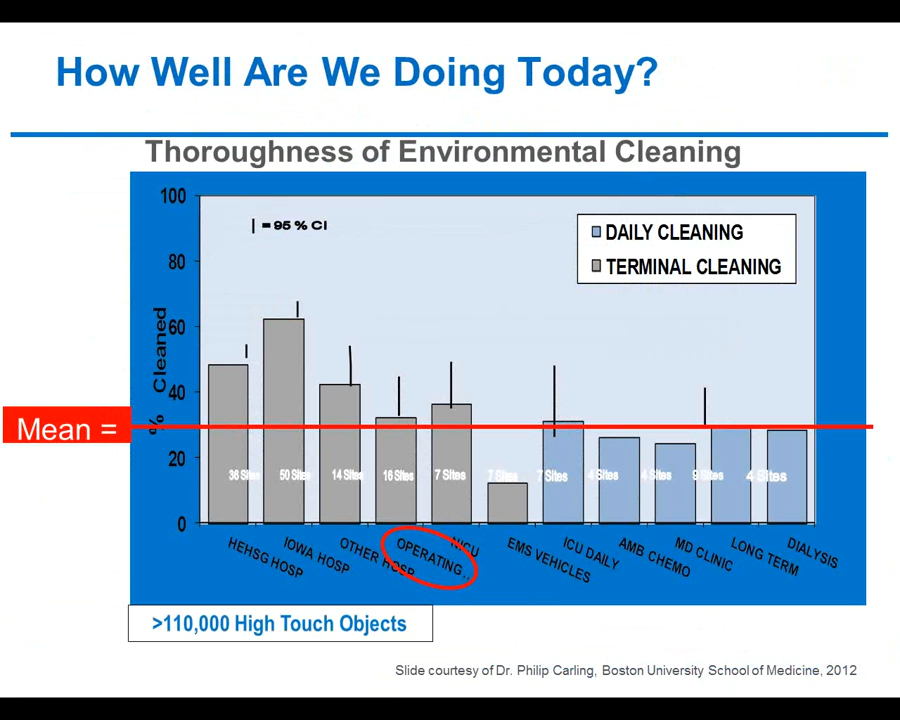 How Well Are We Doing Today?
Thoroughness of Environmental Cleaning
100
80
60
40
20
0
% Cleaned
| = 95 % CI
DAILY CLEANING
TERMINAL CLEANING
Mean =
36 Sites
50 Sites
14 Sites
16 Sites
7 Sites
7 Sites
7 Sites
4 Sites
4 Sites
9 Sites
4 Sites
HEHSG HOSP
IOWA HOSP
OTHER HOSP
OPERATING ..
NICU
EMS VEHICLES
ICU DAILY
AMB CHEMO
MD CLINIC
LONG TERM
DIALYSIS
>110,000 High Touch Objects
Slide courtesy of Dr. Philip Carling, Boston University School of Medicine, 2012